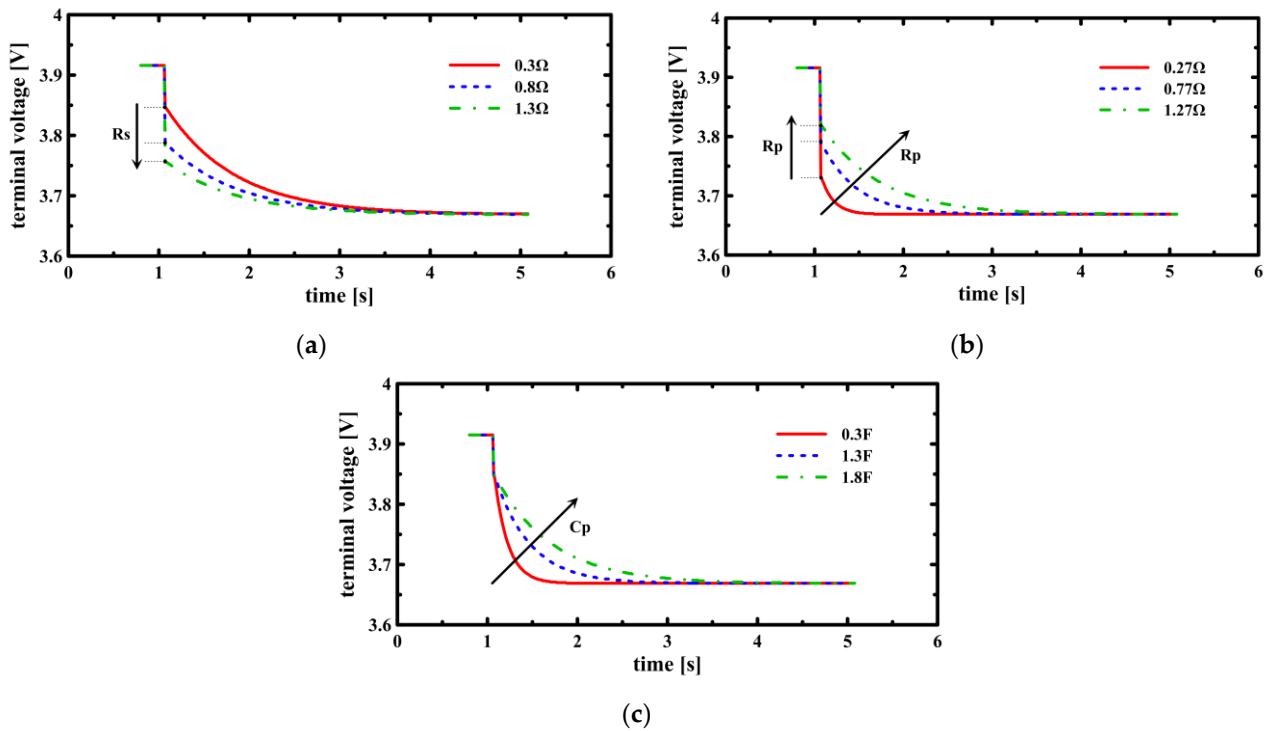 4
3.9
3.8
3.7
3.6
terminal voltage [V]
0.3Ω
0.8Ω
1.3Ω
Rs
0 1 2 3 4 5 6
time [s]
(a)
4
3.9
3.8
3.7
3.6
terminal voltage [V]
0.27Ω
0.77Ω
1.27Ω
Rp
Rp
0 1 2 3 4 5 6
time [s]
(b)
4
3.9
3.8
3.7
3.6
terminal voltage [V]
0.3F
1.3F
1.8F
Cp
0 1 2 3 4 5 6
time [s]
(c)